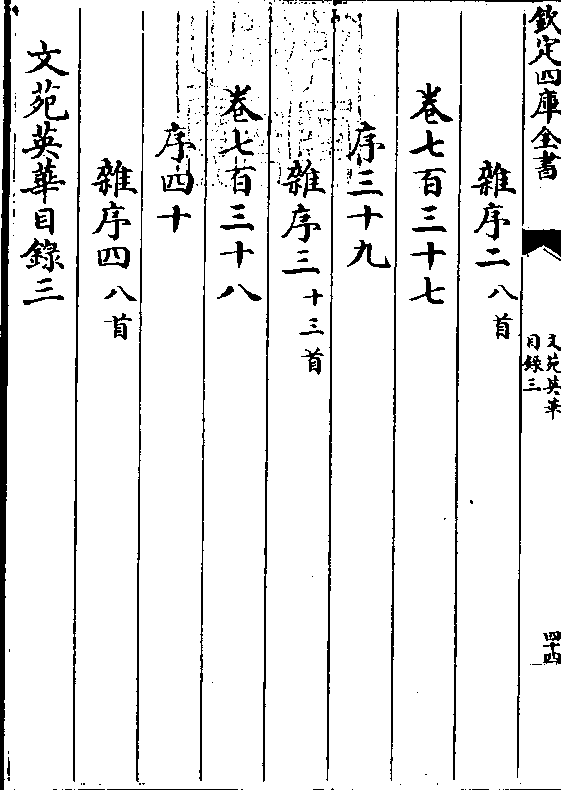 欽定四庫全書
文苑英華
目錄三
四十四
雜序二八首
卷七百三十七
序三十九
雜序三十三首
卷七百三十八
序四十
雜序四八首
文苑英華目錄三